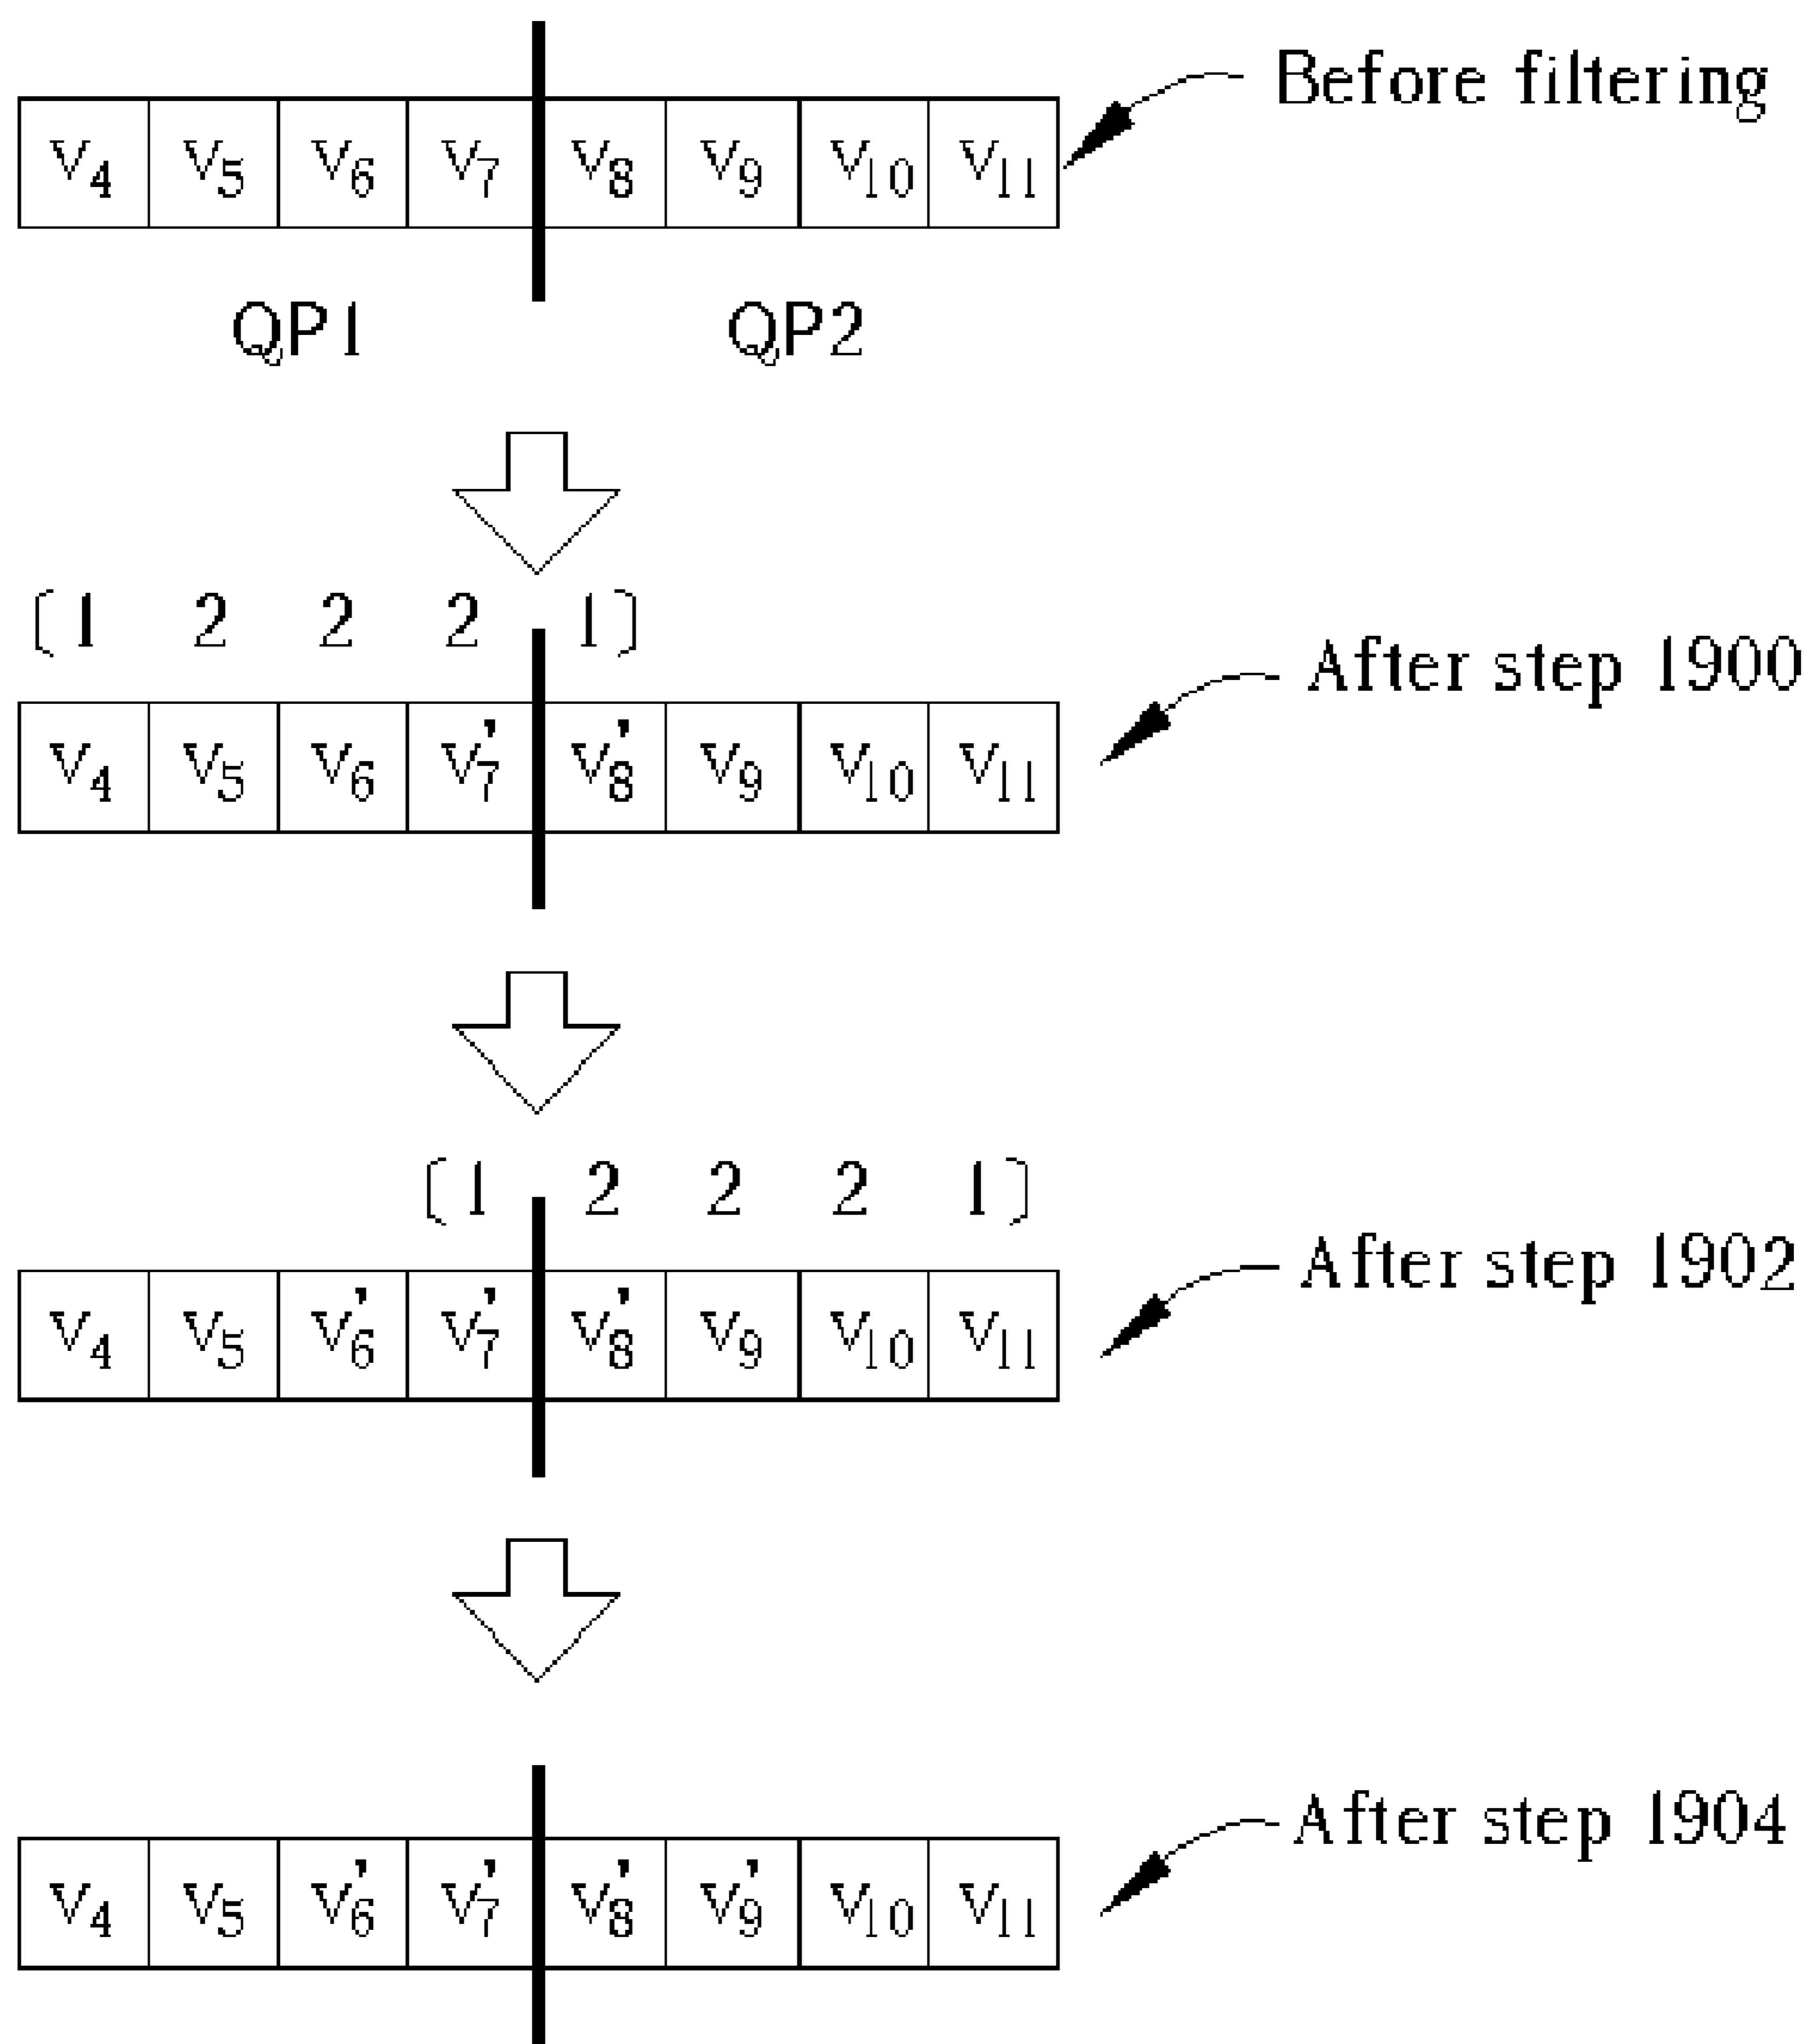 Before filtering
V4 V5 V6 V7 V8 V9 V10 V11
QP1 QP2
(1 2 2 2 1)
After step 1900
V4 V5 V6 V'7 V'8 V9 V10 V11
(1 2 2 2 1)
After step 1902
V4 V5 V'6 V'7 V'8 V9 V10 V11
After step 1904
V4 V5 V'6 V'7 V'8 V'9 V10 V11